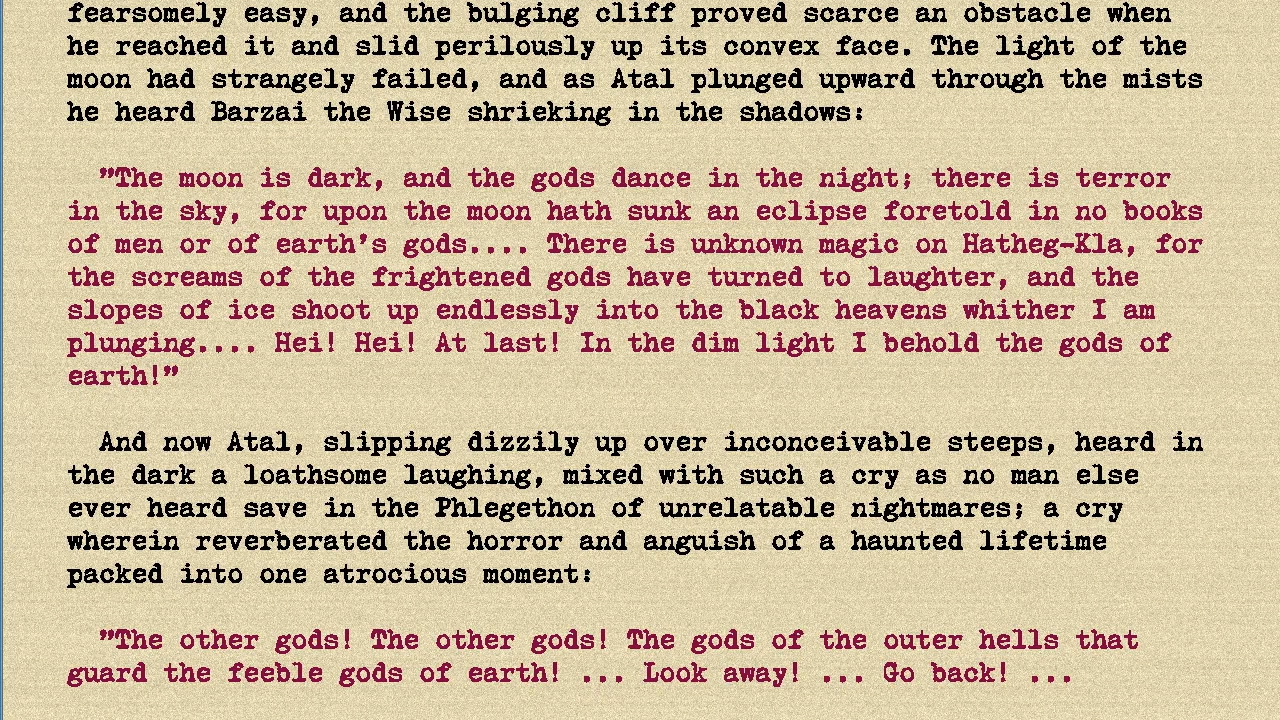 fearsomely easy, and the bulging cliff proved scarce an obstacle when
he reached it and slid perilously up its convex face. The light of the
moon had strangely failed, and as Atal plunged upward through the mists
he heard Barzai the Wise shrieking in the shadows:
”The moon is dark, and the gods dance in the night; there is terror
in the sky, for upon the moon hath sunk an eclipse foretold in no books
of men or of earth’s gods.... There is unknown magic on Hatheg-Kla, for
the screams of the frightened gods have turned to laughter, and the
slopes of ice shoot up endlessly into the black heavens whither I am
plunging.... Hei! Hei! At last! In the dim light I behold the gods of
earth!”
And now Atal, slipping dizzily up over inconceivable steeps, heard in
the dark a loathsome laughing, mixed with such a cry as no man else
ever heard save in the Phlegethon of unrelatable nightmares; a cry
wherein reverberated the horror and anguish of a haunted lifetime
packed into one atrocious moment:
”The other gods! The other gods! The gods of the outer hells that
guard the feeble gods of earth! ... Look away! ... Go back! ...